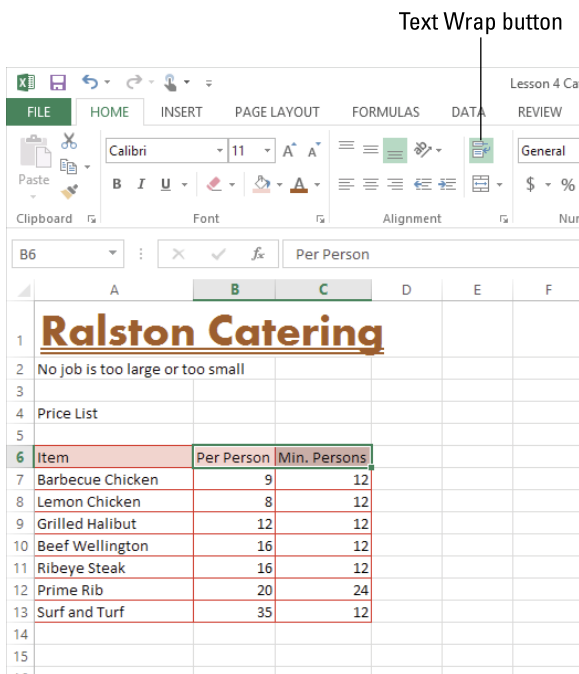 Text Wrap button
Lesson 4 Ca
FILE HOME INSERT PAGE LAYOUT FORMULAS DATA REVIEW
Calibri 11 A A General
Paste B I U A $ %
Clipboard Font Alignment Nu
B6 fx Per Person
A B C D E F
1 Ralston Catering
2 No job is too large or too small
3
4 Price List
5
6 Item Per Person Min. Persons
7 Barbecue Chicken 9 12
8 Lemon Chicken 8 12
9 Grilled Halibut 12 12
10 Beef Wellington 16 12
11 Ribeye Steak 16 12
12 Prime Rib 20 24
13 Surf and Turf 35 12
14
15